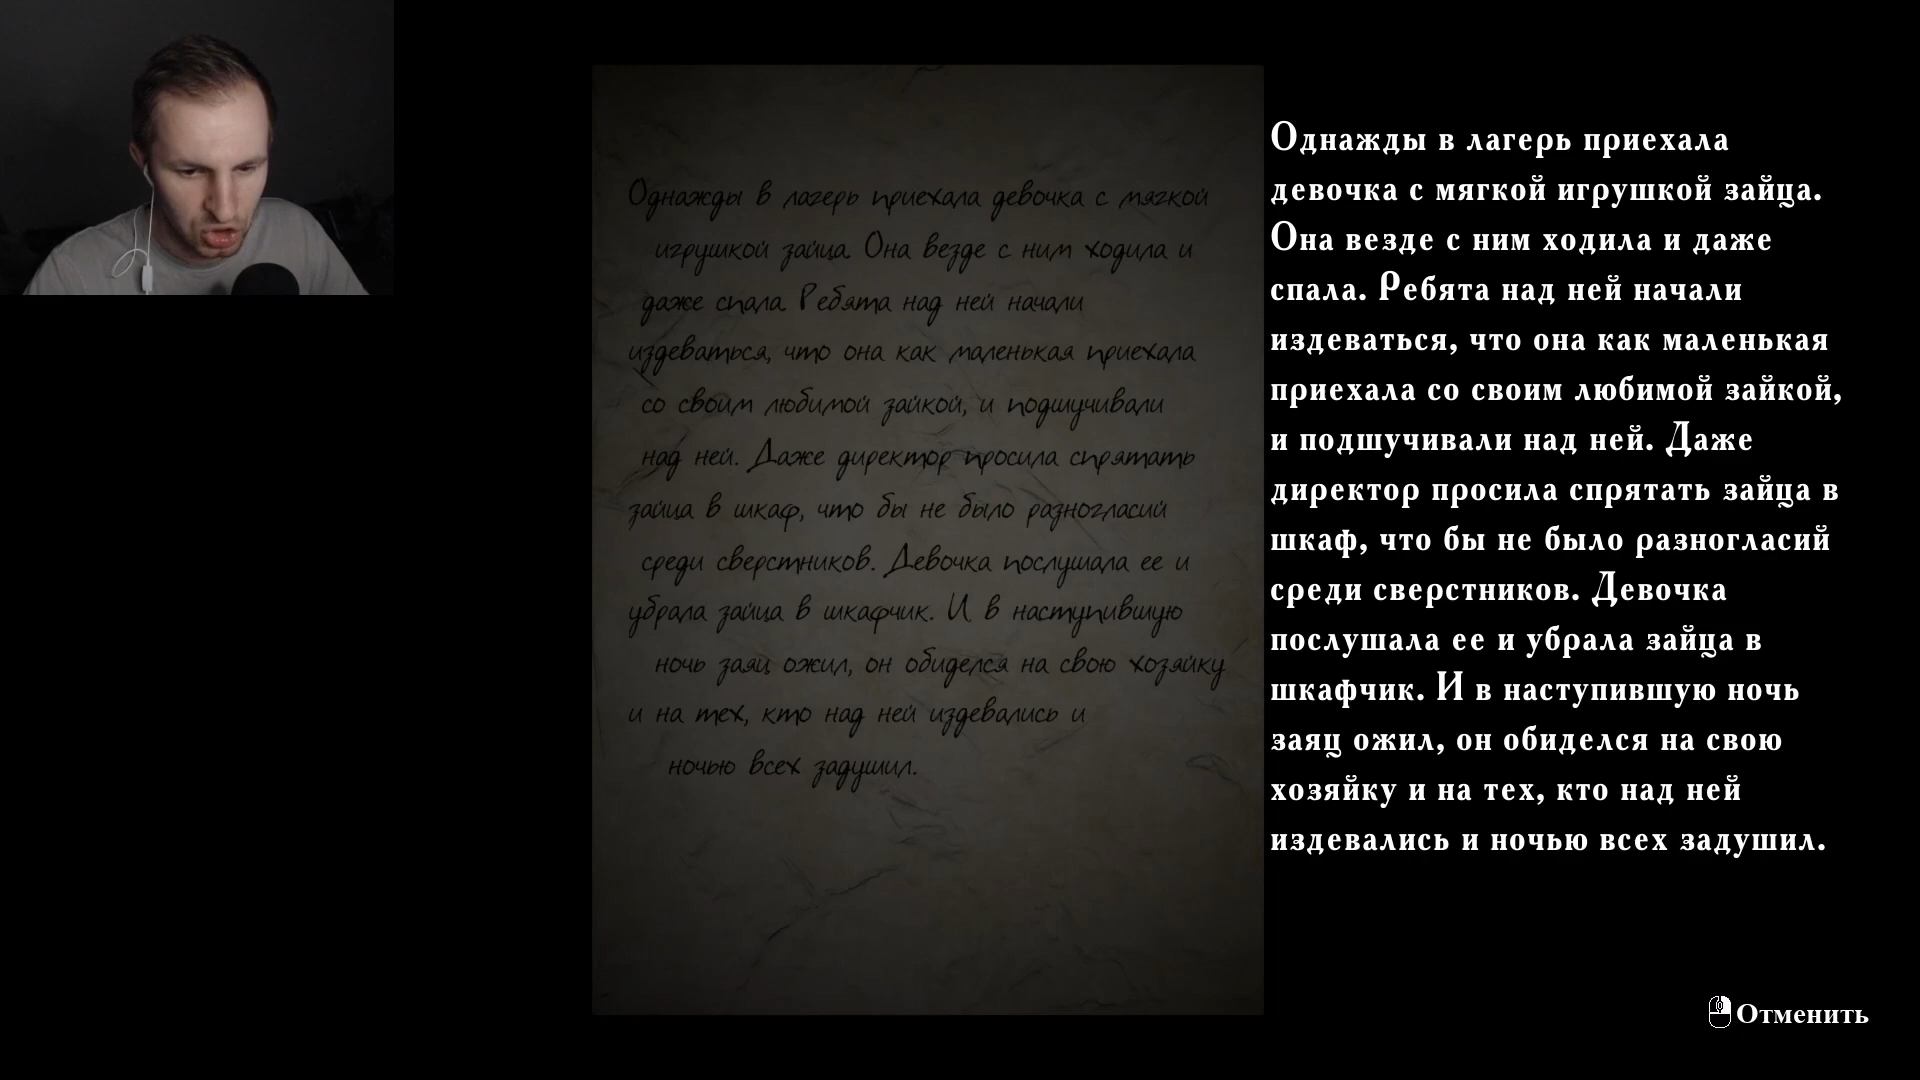 Однажды в лагерь приехала девочка с мягкой
игрушкой зайца. Она везде с ним ходила и
даже спала. Ребята над ней начали
издеваться, что она как маленькая приехала
со своим любимой зайкой, и подшучивали
над ней. Даже директор просила спрятать
зайца в шкаф, что бы не было разногласий
среди сверстников. Девочка послушала ее и
убрала зайца в шкафчик. И в наступившую
ночь заяц ожил, он обиделся на свою хозяйку
и на тех, кто над ней издевались и
ночью всех задушил.
Однажды в лагерь приехала
девочка с мягкой игрушкой зайца.
Она везде с ним ходила и даже
спала. Ребята над ней начали
издеваться, что она как маленькая
приехала со своим любимой зайкой,
и подшучивали над ней. Даже
директор просила спрятать зайца в
шкаф, что бы не было разногласий
среди сверстников. Девочка
послушала ее и убрала зайца в
шкафчик. И в наступившую ночь
заяц ожил, он обиделся на свою
хозяйку и на тех, кто над ней
издевались и ночью всех задушил.
Отменить